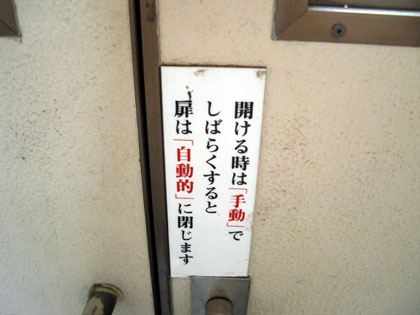 開ける時は「手動」で
しばらくすると
扉は「自動的」に閉じます